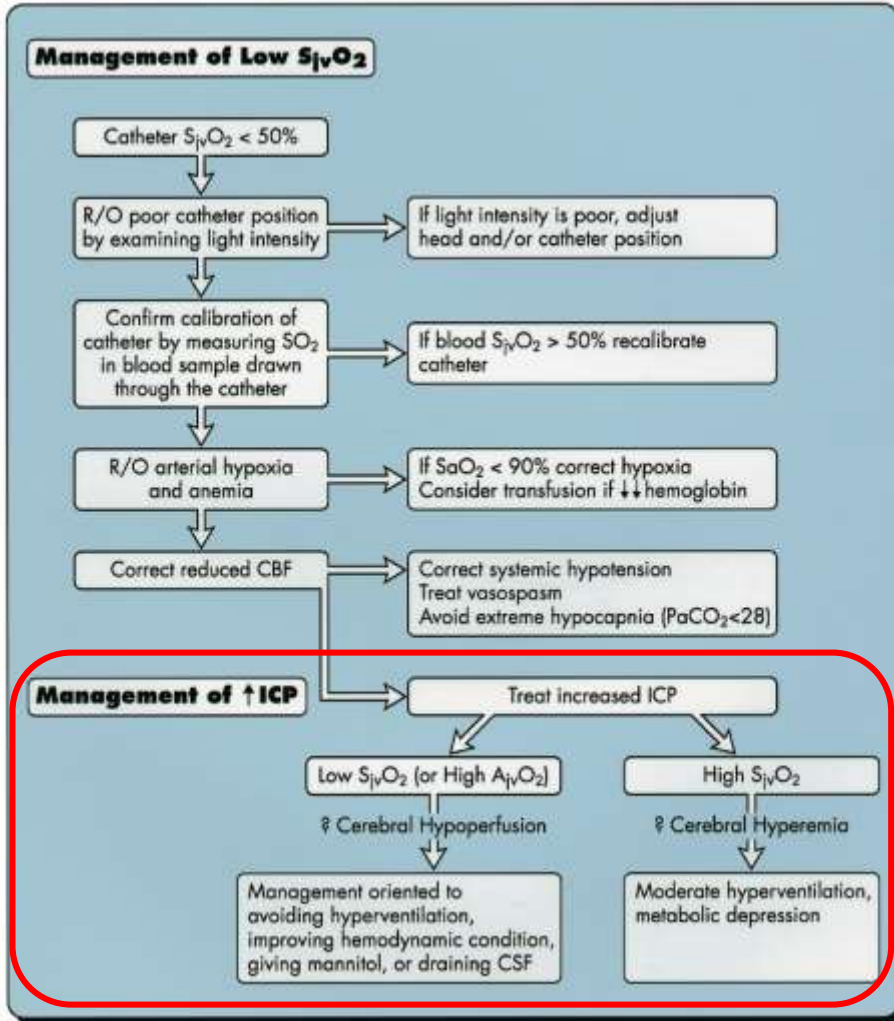 Management of Low SjvO2
Catheter SjvO2 < 50%
R/O poor catheter position
by examining light intensity
If light intensity is poor, adjust
head and/or catheter position
Confirm calibration of
catheter by measuring SO2
in blood sample drawn
through the catheter
If blood SjvO2 > 50% recalibrate
catheter
R/O arterial hypoxia
and anemia
If SaO2 < 90% correct hypoxia
Consider transfusion if ↓↓hemoglobin
Correct reduced CBF
Correct systemic hypotension
Treat vasospasm
Avoid extreme hypocapnia (PaCO2<28)
Management of ↑ICP
Treat increased ICP
Low SjvO2 (or High AjvO2)
? Cerebral Hypoperfusion
Management oriented to
avoiding hyperventilation,
improving hemodynamic condition,
giving mannitol, or draining CSF
High SjvO2
? Cerebral Hyperemia
Moderate hyperventilation,
metabolic depression